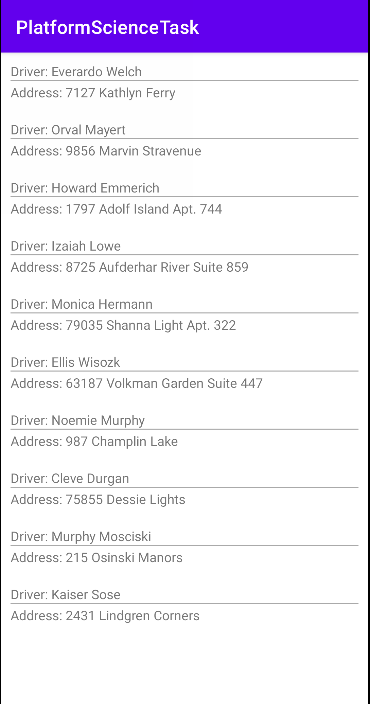 PlatformScienceTask
Driver: Everardo Welch
Address: 7127 Kathlyn Ferry
Driver: Orval Mayert
Address: 9856 Marvin Stravenue
Driver: Howard Emmerich
Address: 1797 Adolf Island Apt. 744
Driver: Izaiah Lowe
Address: 8725 Aufderhar River Suite 859
Driver: Monica Hermann
Address: 79035 Shanna Light Apt. 322
Driver: Ellis Wisozk
Address: 63187 Volkman Garden Suite 447
Driver: Noemie Murphy
Address: 987 Champlin Lake
Driver: Cleve Durgan
Address: 75855 Dessie Lights
Driver: Murphy Mosciski
Address: 215 Osinski Manors
Driver: Kaiser Sose
Address: 2431 Lindgren Corners